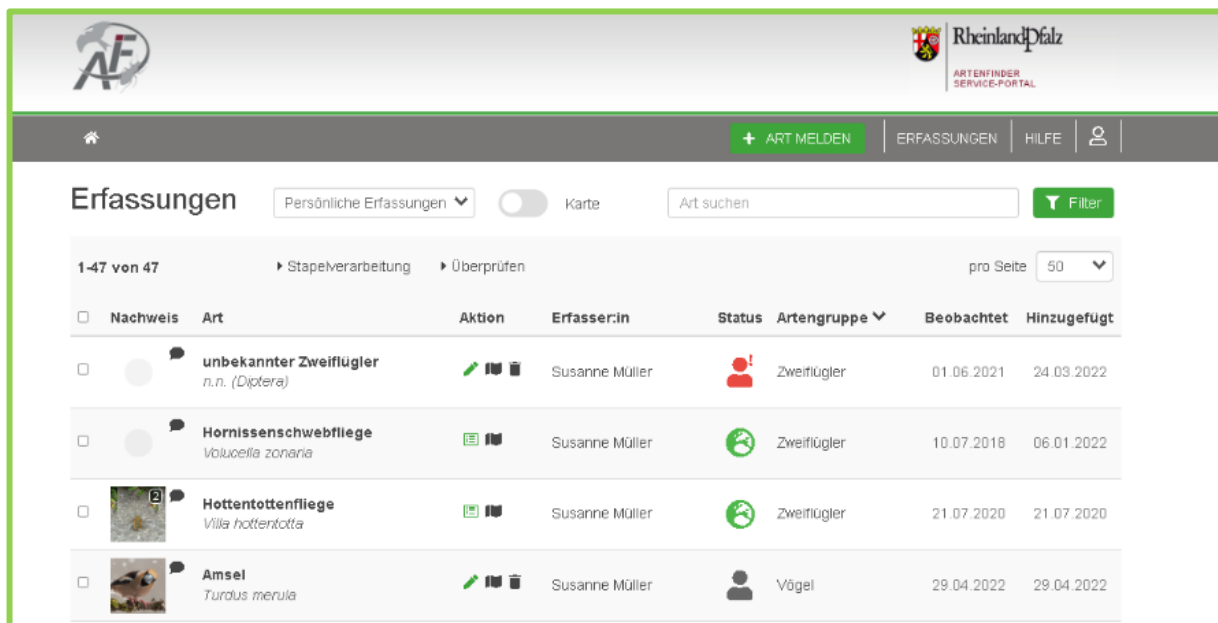 AF
RheinlandPfalz
ARTENFINDER
SERVICE-PORTAL
+ ART MELDEN ERFASSUNGEN HILFE
Erfassungen Persönliche Erfassungen Karte Art suchen Filter
1-47 von 47 Stapelverarbeitung Überprüfen pro Seite 50
Nachweis Art Aktion Erfasser:in Status Artengruppe Beobachtet Hinzugefügt
unbekannter Zweiflügler
n.n. (Diptera)
Susanne Müller ! Zweiflügler 01.06.2021 24.03.2022
Hornissenschwebfliege
Volucella zonaria
Susanne Müller Zweiflügler 10.07.2018 06.01.2022
2
Hottentottenfliege
Villa hottentotta
Susanne Müller Zweiflügler 21.07.2020 21.07.2020
Amsel
Turdus merula
Susanne Müller Vögel 29.04.2022 29.04.2022